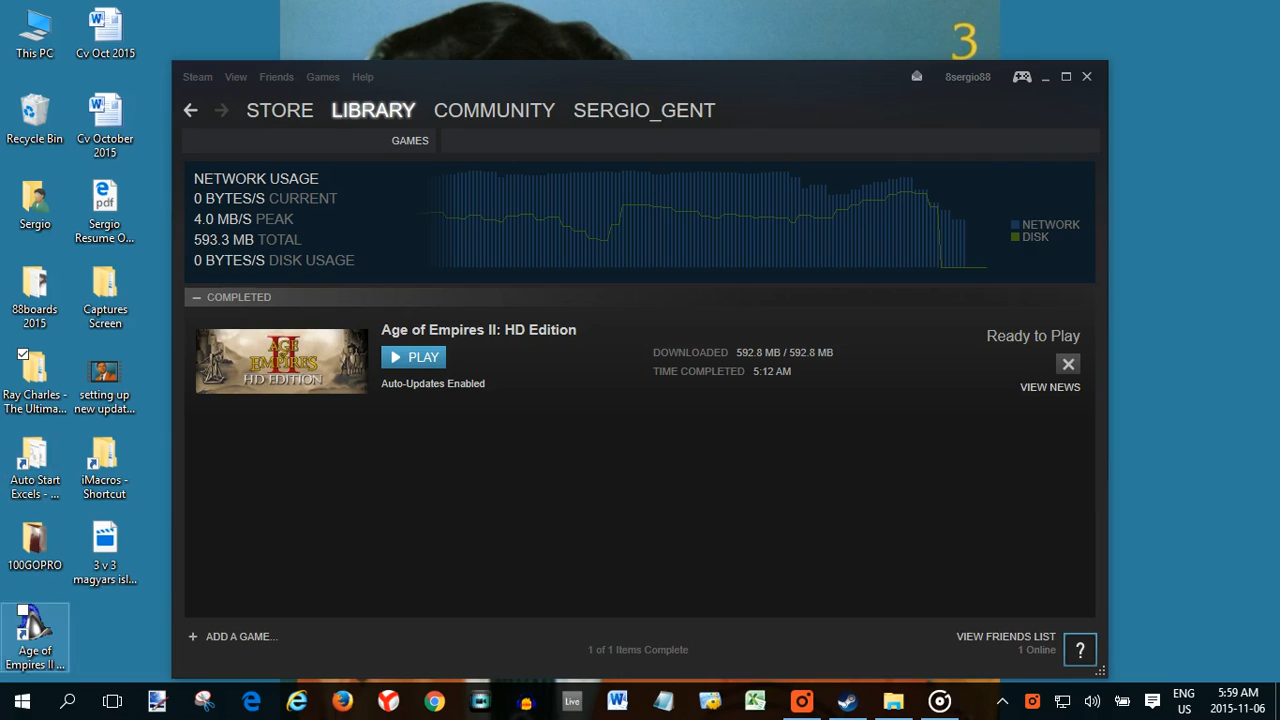 This PC
Cv Oct 2015
Recycle Bin
Cv October
2015
Sergio
pdf
Sergio
Resume O...
88boards
2015
Captures
Screen
Ray Charles -
The Ultima...
setting up
new updat...
Auto Start
Excels - ...
iMacros -
Shortcut
100GOPRO
3 v 3
magyars isl...
Age of
Empires II ...
3
Steam View Friends Games Help
8sergio88
STORE LIBRARY COMMUNITY SERGIO_GENT
GAMES
NETWORK USAGE
0 BYTES/S CURRENT
4.0 MB/S PEAK
593.3 MB TOTAL
0 BYTES/S DISK USAGE
NETWORK
DISK
– COMPLETED
AGE OF
EMPIRES
II
HD EDITION
Age of Empires II: HD Edition
PLAY
Auto-Updates Enabled
DOWNLOADED 592.8 MB / 592.8 MB
TIME COMPLETED 5:12 AM
Ready to Play
VIEW NEWS
+ ADD A GAME...
1 of 1 Items Complete
VIEW FRIENDS LIST
1 Online
?
Live
ENG
US
5:59 AM
2015-11-06